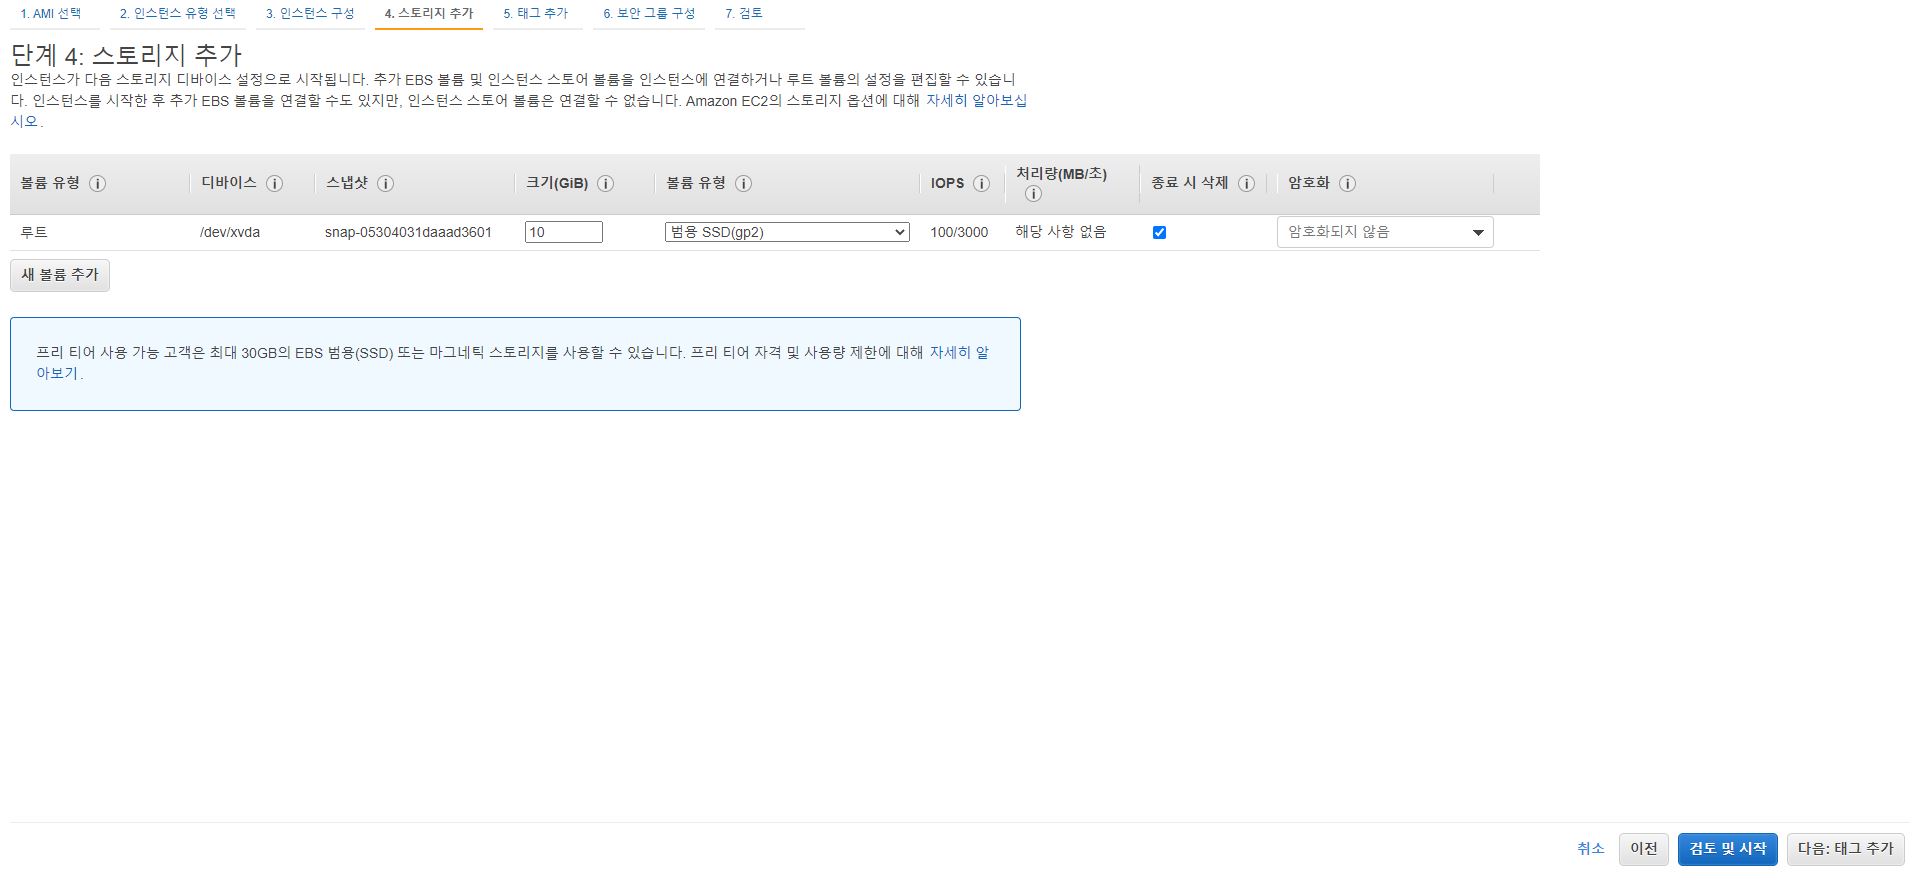 1. AMI 선택
2. 인스턴스 유형 선택
3. 인스턴스 구성
4. 스토리지 추가
5. 태그 추가
6. 보안 그룹 구성
7. 검토
단계 4: 스토리지 추가
인스턴스가 다음 스토리지 디바이스 설정으로 시작됩니다. 추가 EBS 볼륨 및 인스턴스 스토어 볼륨을 인스턴스에 연결하거나 루트 볼륨의 설정을 편집할 수 있습니
다. 인스턴스를 시작한 후 추가 EBS 볼륨을 연결할 수도 있지만, 인스턴스 스토어 볼륨은 연결할 수 없습니다. Amazon EC2의 스토리지 옵션에 대해 자세히 알아보십
시오.
볼륨 유형 i
디바이스 i
스냅샷 i
크기(GiB) i
볼륨 유형 i
IOPS i
처리량(MB/초)
i
종료 시 삭제 i
암호화 i
루트
/dev/xvda
snap-05304031daaad3601
10
범용 SSD(gp2)
100/3000
해당 사항 없음
암호화되지 않음
새 볼륨 추가
프리 티어 사용 가능 고객은 최대 30GB의 EBS 범용(SSD) 또는 마그네틱 스토리지를 사용할 수 있습니다. 프리 티어 자격 및 사용량 제한에 대해 자세히 알
아보기.
취소
이전
검토 및 시작
다음: 태그 추가